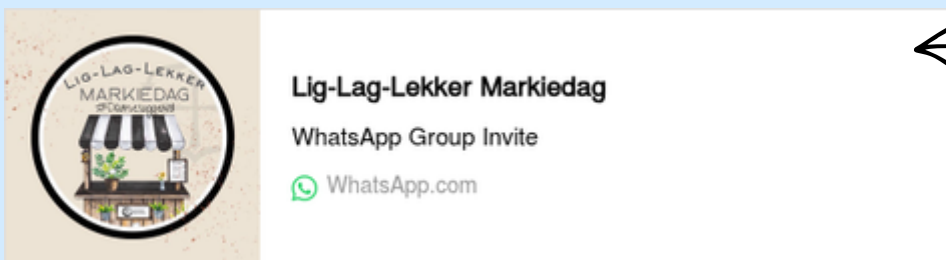 LIG-LAG-LEKKER
MARKIEDAG
Lig-Lag-Lekker Markiedag
WhatsApp Group Invite
WhatsApp.com